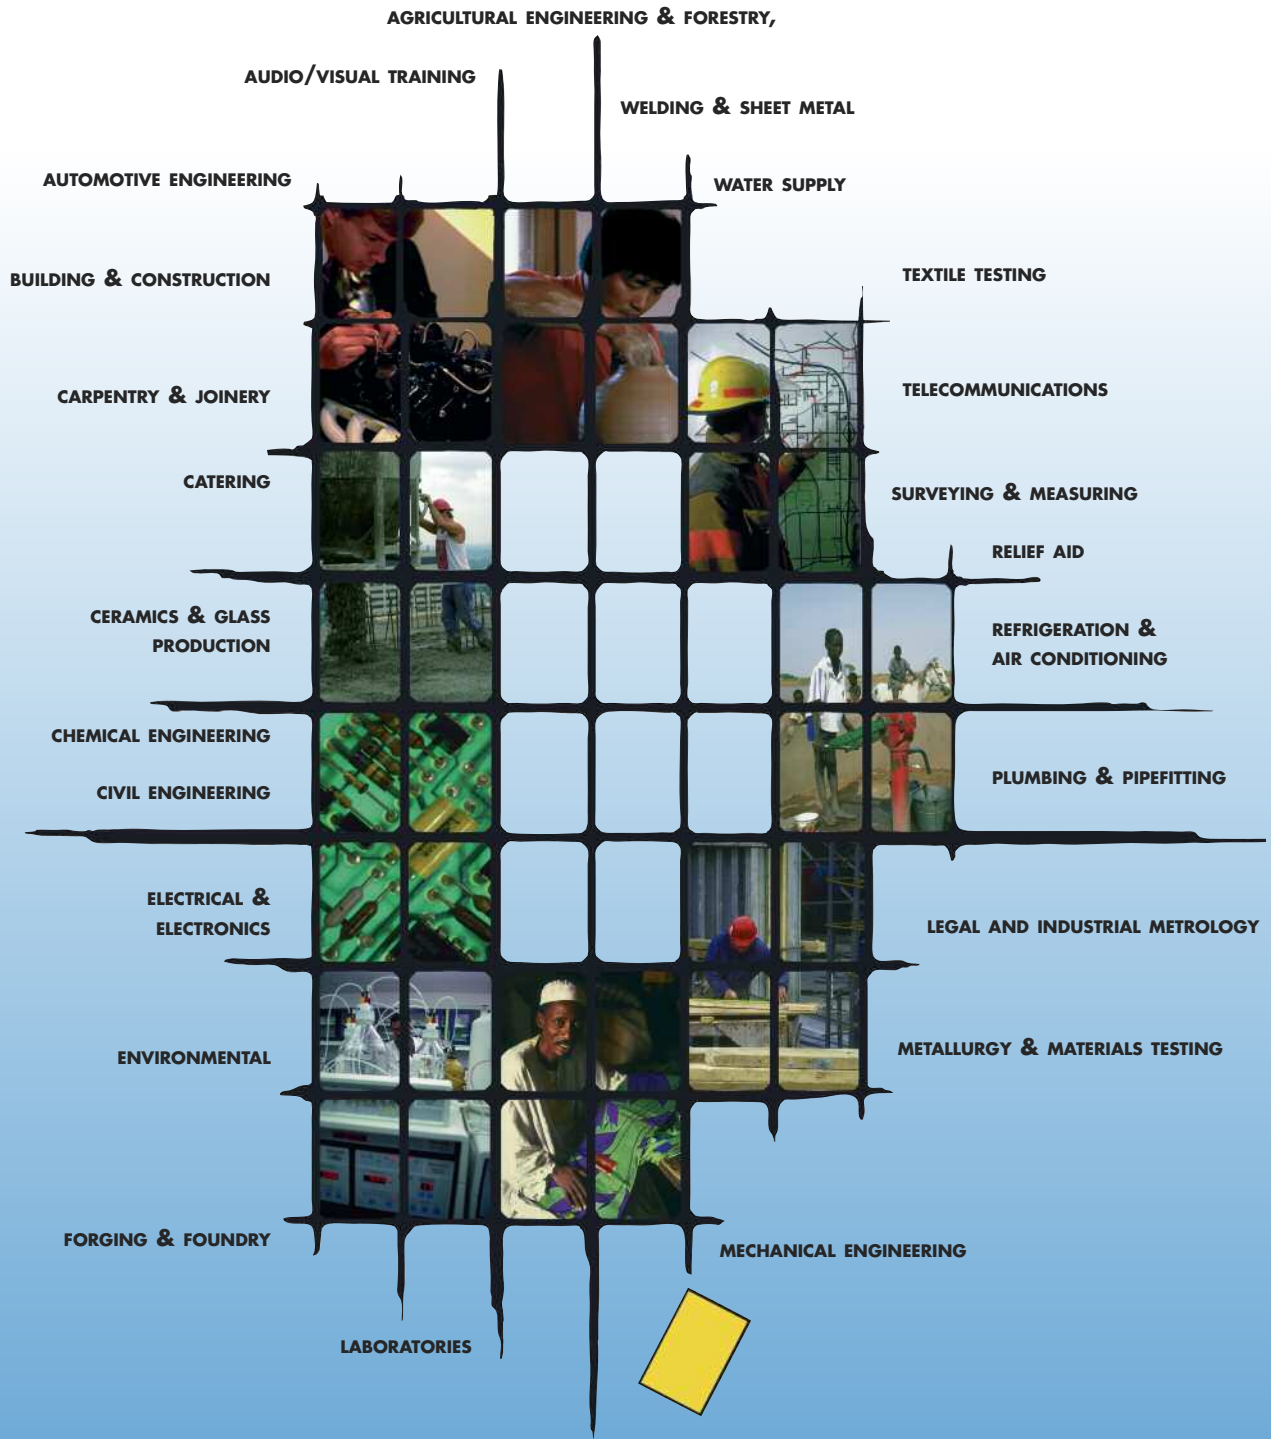 AGRICULTURAL ENGINEERING & FORESTRY,
AUDIO/VISUAL TRAINING
WELDING & SHEET METAL
AUTOMOTIVE ENGINEERING
WATER SUPPLY
BUILDING & CONSTRUCTION
TEXTILE TESTING
CARPENTRY & JOINERY
TELECOMMUNICATIONS
CATERING
SURVEYING & MEASURING
RELIEF AID
CERAMICS & GLASS
PRODUCTION
REFRIGERATION &
AIR CONDITIONING
CHEMICAL ENGINEERING
CIVIL ENGINEERING
PLUMBING & PIPEFITTING
ELECTRICAL &
ELECTRONICS
LEGAL AND INDUSTRIAL METROLOGY
ENVIRONMENTAL
METALLURGY & MATERIALS TESTING
FORGING & FOUNDRY
MECHANICAL ENGINEERING
LABORATORIES